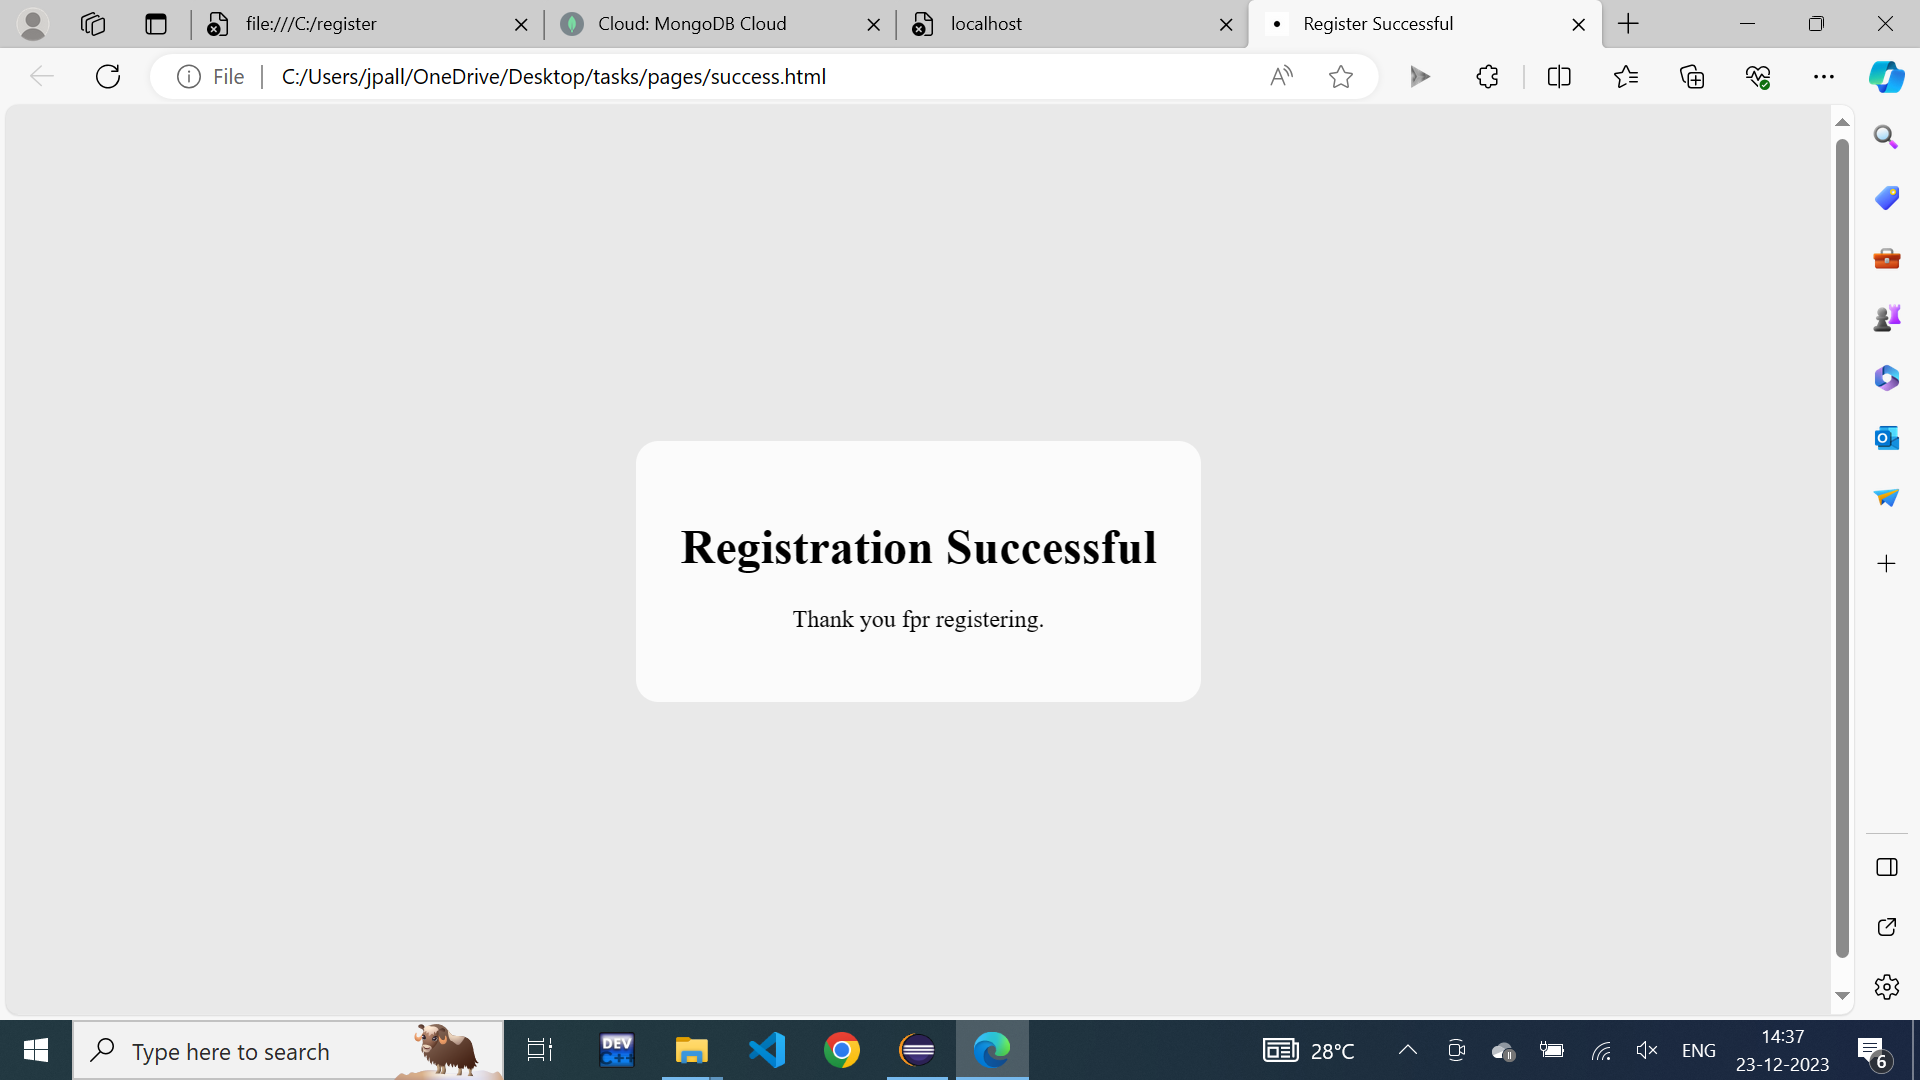 file:///C:/register
Cloud: MongoDB Cloud
localhost
Register Successful
File
C:/Users/jpall/OneDrive/Desktop/tasks/pages/success.html
Registration Successful
Thank you fpr registering.
Type here to search
DEV
C++
28°C
ENG
14:37
23-12-2023
6